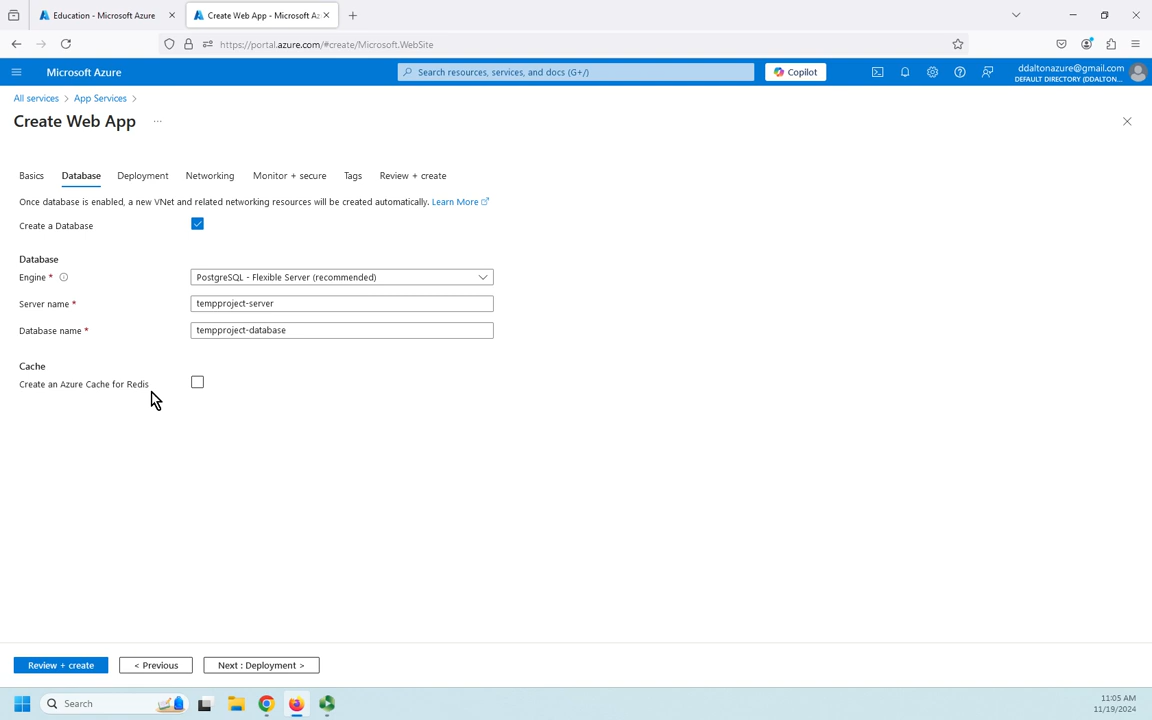 Education - Microsoft Azure
Create Web App - Microsoft Az
https://portal.azure.com/#create/Microsoft.WebSite
Microsoft Azure
Search resources, services, and docs (G+/)
Copilot
ddaltonazure@gmail.com
DEFAULT DIRECTORY (DDALTON...
All services > App Services >
Create Web App ...
Basics Database Deployment Networking Monitor + secure Tags Review + create
Once database is enabled, a new VNet and related networking resources will be created automatically. Learn More
Create a Database
Database
Engine * PostgreSQL - Flexible Server (recommended)
Server name * tempproject-server
Database name * tempproject-database
Cache
Create an Azure Cache for Redis
Review + create < Previous Next : Deployment >
Search
11:05 AM
11/19/2024